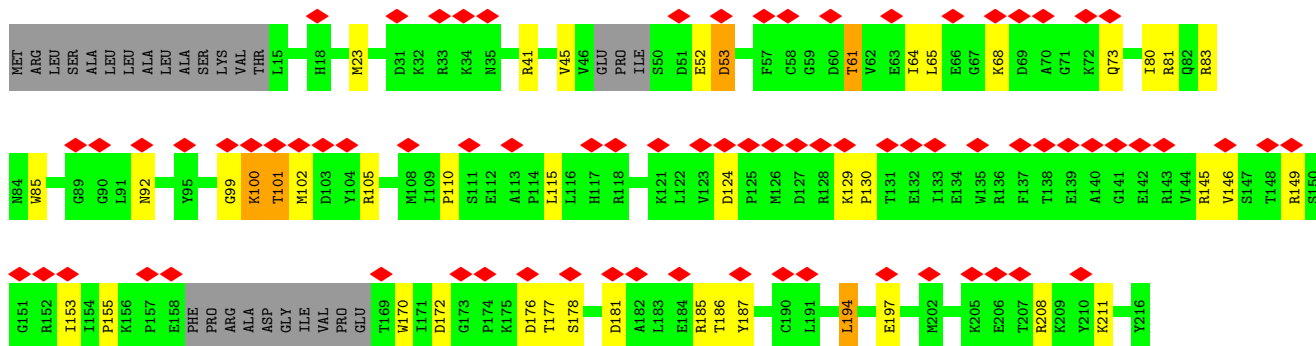 MET ARG LEU SER ALA LEU LEU ALA LEU ALA SER LYS VAL THR L15 H18 M23 D31 K32 R33 K34 N35 R41 V45 V46 GLU PRO ILE S50 D51 E52 D53 F57 C58 G59 D60 T61 V62 E63 I64 L65 E66 G67 K68 D69 A70 G71 K72 Q73 I80 R81 Q82 R83
N84 W85 G89 G90 L91 N92 Y95 G99 K100 T101 M102 D103 Y104 R105 M108 I109 P110 S111 E112 A113 P114 L115 L116 H117 R118 K121 L122 V123 D124 P125 M126 D127 R128 K129 P130 T131 E132 I133 E134 W135 R136 F137 T138 E139 A140 G141 E142 R143 V144 R145 V146 S147 T148 R149 S150
G151 R152 I153 I154 P155 K156 P157 E158 PHE PRO ARG ALA ASP GLY ILE VAL PRO GLU T169 W170 I171 D172 G173 P174 K175 D176 T177 S178 D181 A182 L183 E184 R185 T186 Y187 C190 L191 L194 E197 M202 K205 E206 T207 R208 K209 Y210 K211 Y216